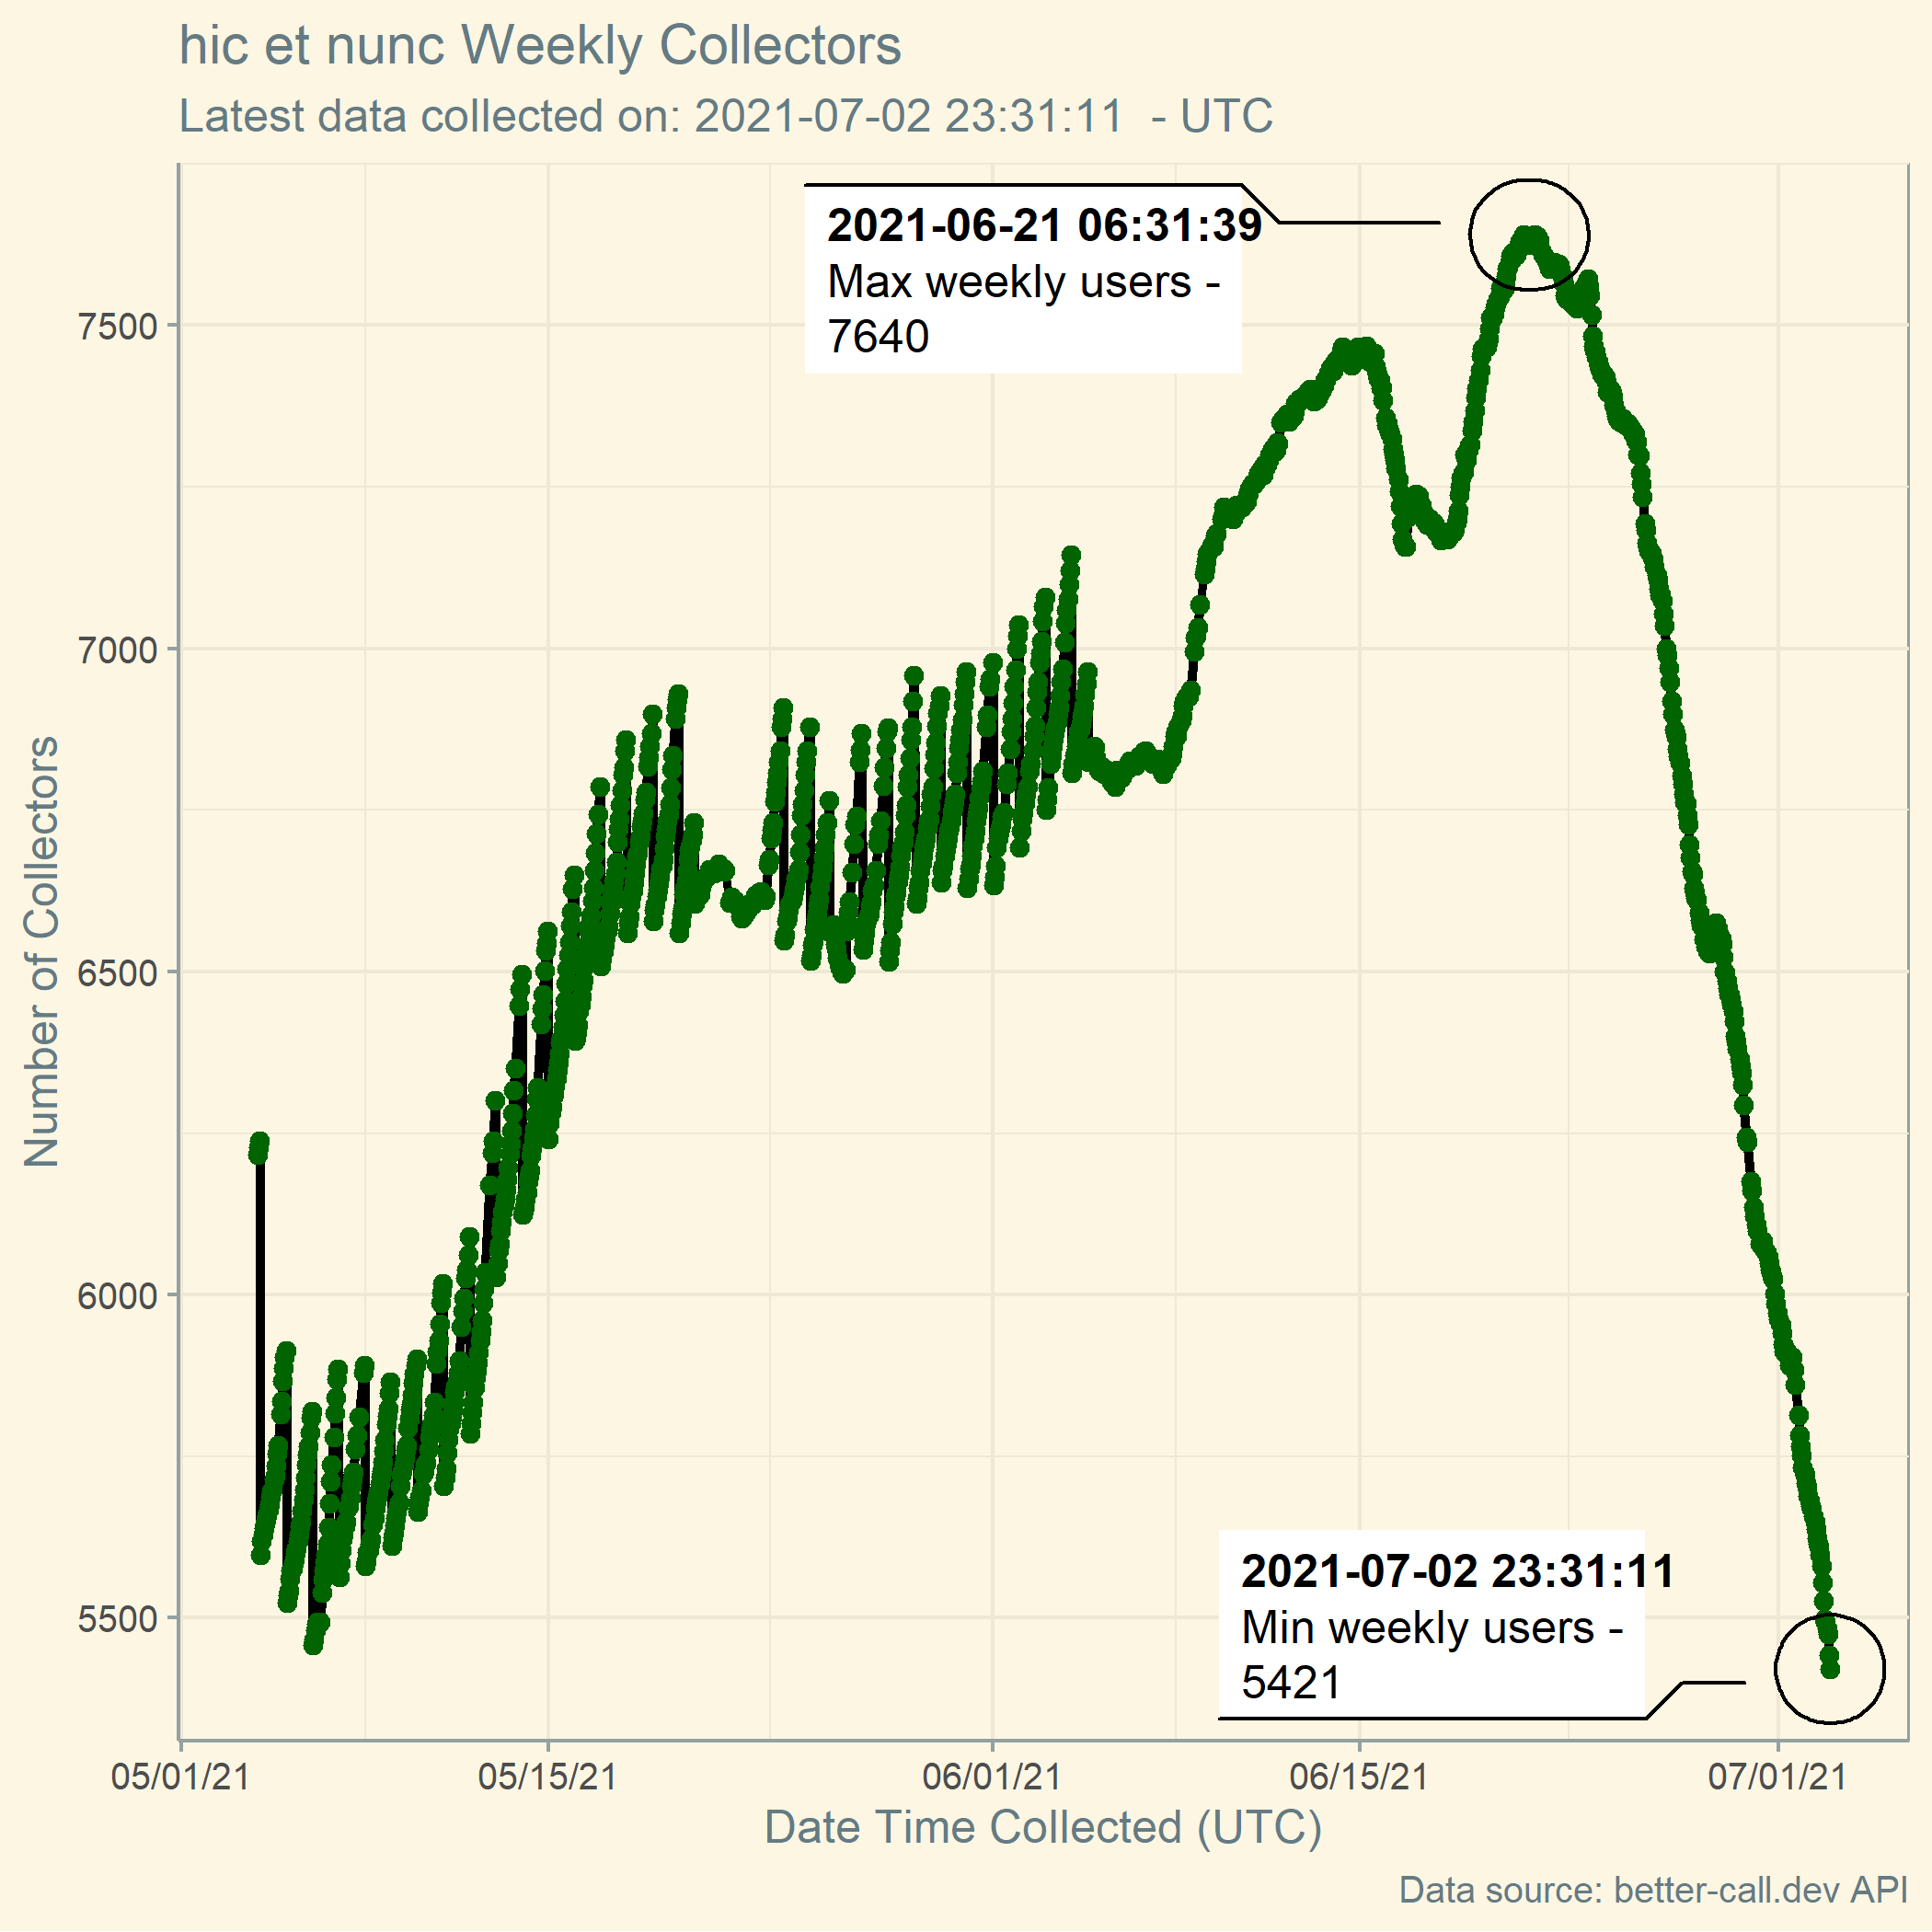 hic et nunc Weekly Collectors
Latest data collected on: 2021-07-02 23:31:11  - UTC
2021-06-21 06:31:39
Max weekly users -
7640
7500
7000
6500
6000
5500
Number of Collectors
2021-07-02 23:31:11
Min weekly users -
5421
05/01/21
05/15/21
06/01/21
06/15/21
07/01/21
Date Time Collected (UTC)
Data source: better-call.dev API